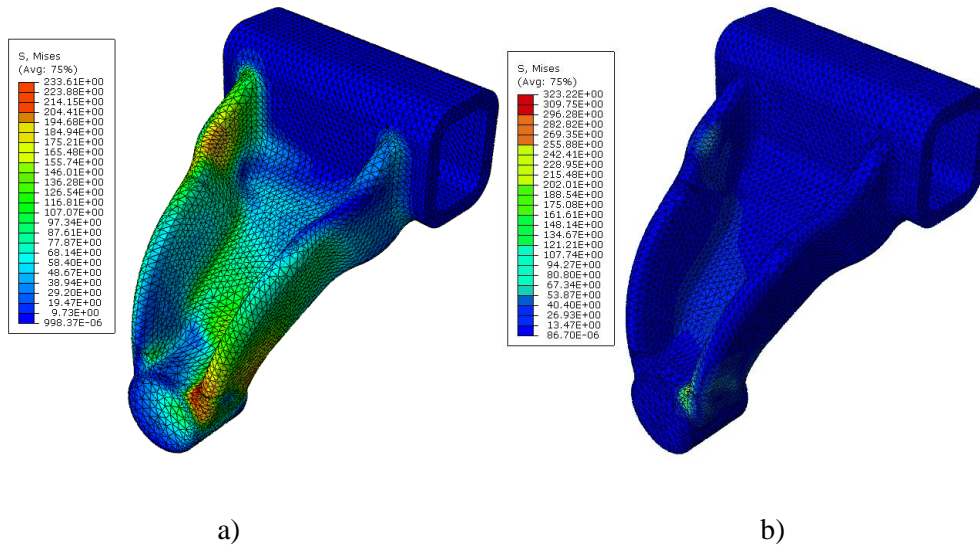 S, Mises
(Avg: 75%)
233.61E+00
223.88E+00
214.15E+00
204.41E+00
194.68E+00
184.94E+00
175.21E+00
165.48E+00
155.74E+00
146.01E+00
136.28E+00
126.54E+00
116.81E+00
107.07E+00
97.34E+00
87.61E+00
77.87E+00
68.14E+00
58.40E+00
48.67E+00
38.94E+00
29.20E+00
19.47E+00
9.73E+00
998.37E-06
S, Mises
(Avg: 75%)
323.22E+00
309.75E+00
296.28E+00
282.82E+00
269.35E+00
255.88E+00
242.41E+00
228.95E+00
215.48E+00
202.01E+00
188.54E+00
175.08E+00
161.61E+00
148.14E+00
134.67E+00
121.21E+00
107.74E+00
94.27E+00
80.80E+00
67.34E+00
53.87E+00
40.40E+00
26.93E+00
13.47E+00
86.70E-06
a)
b)